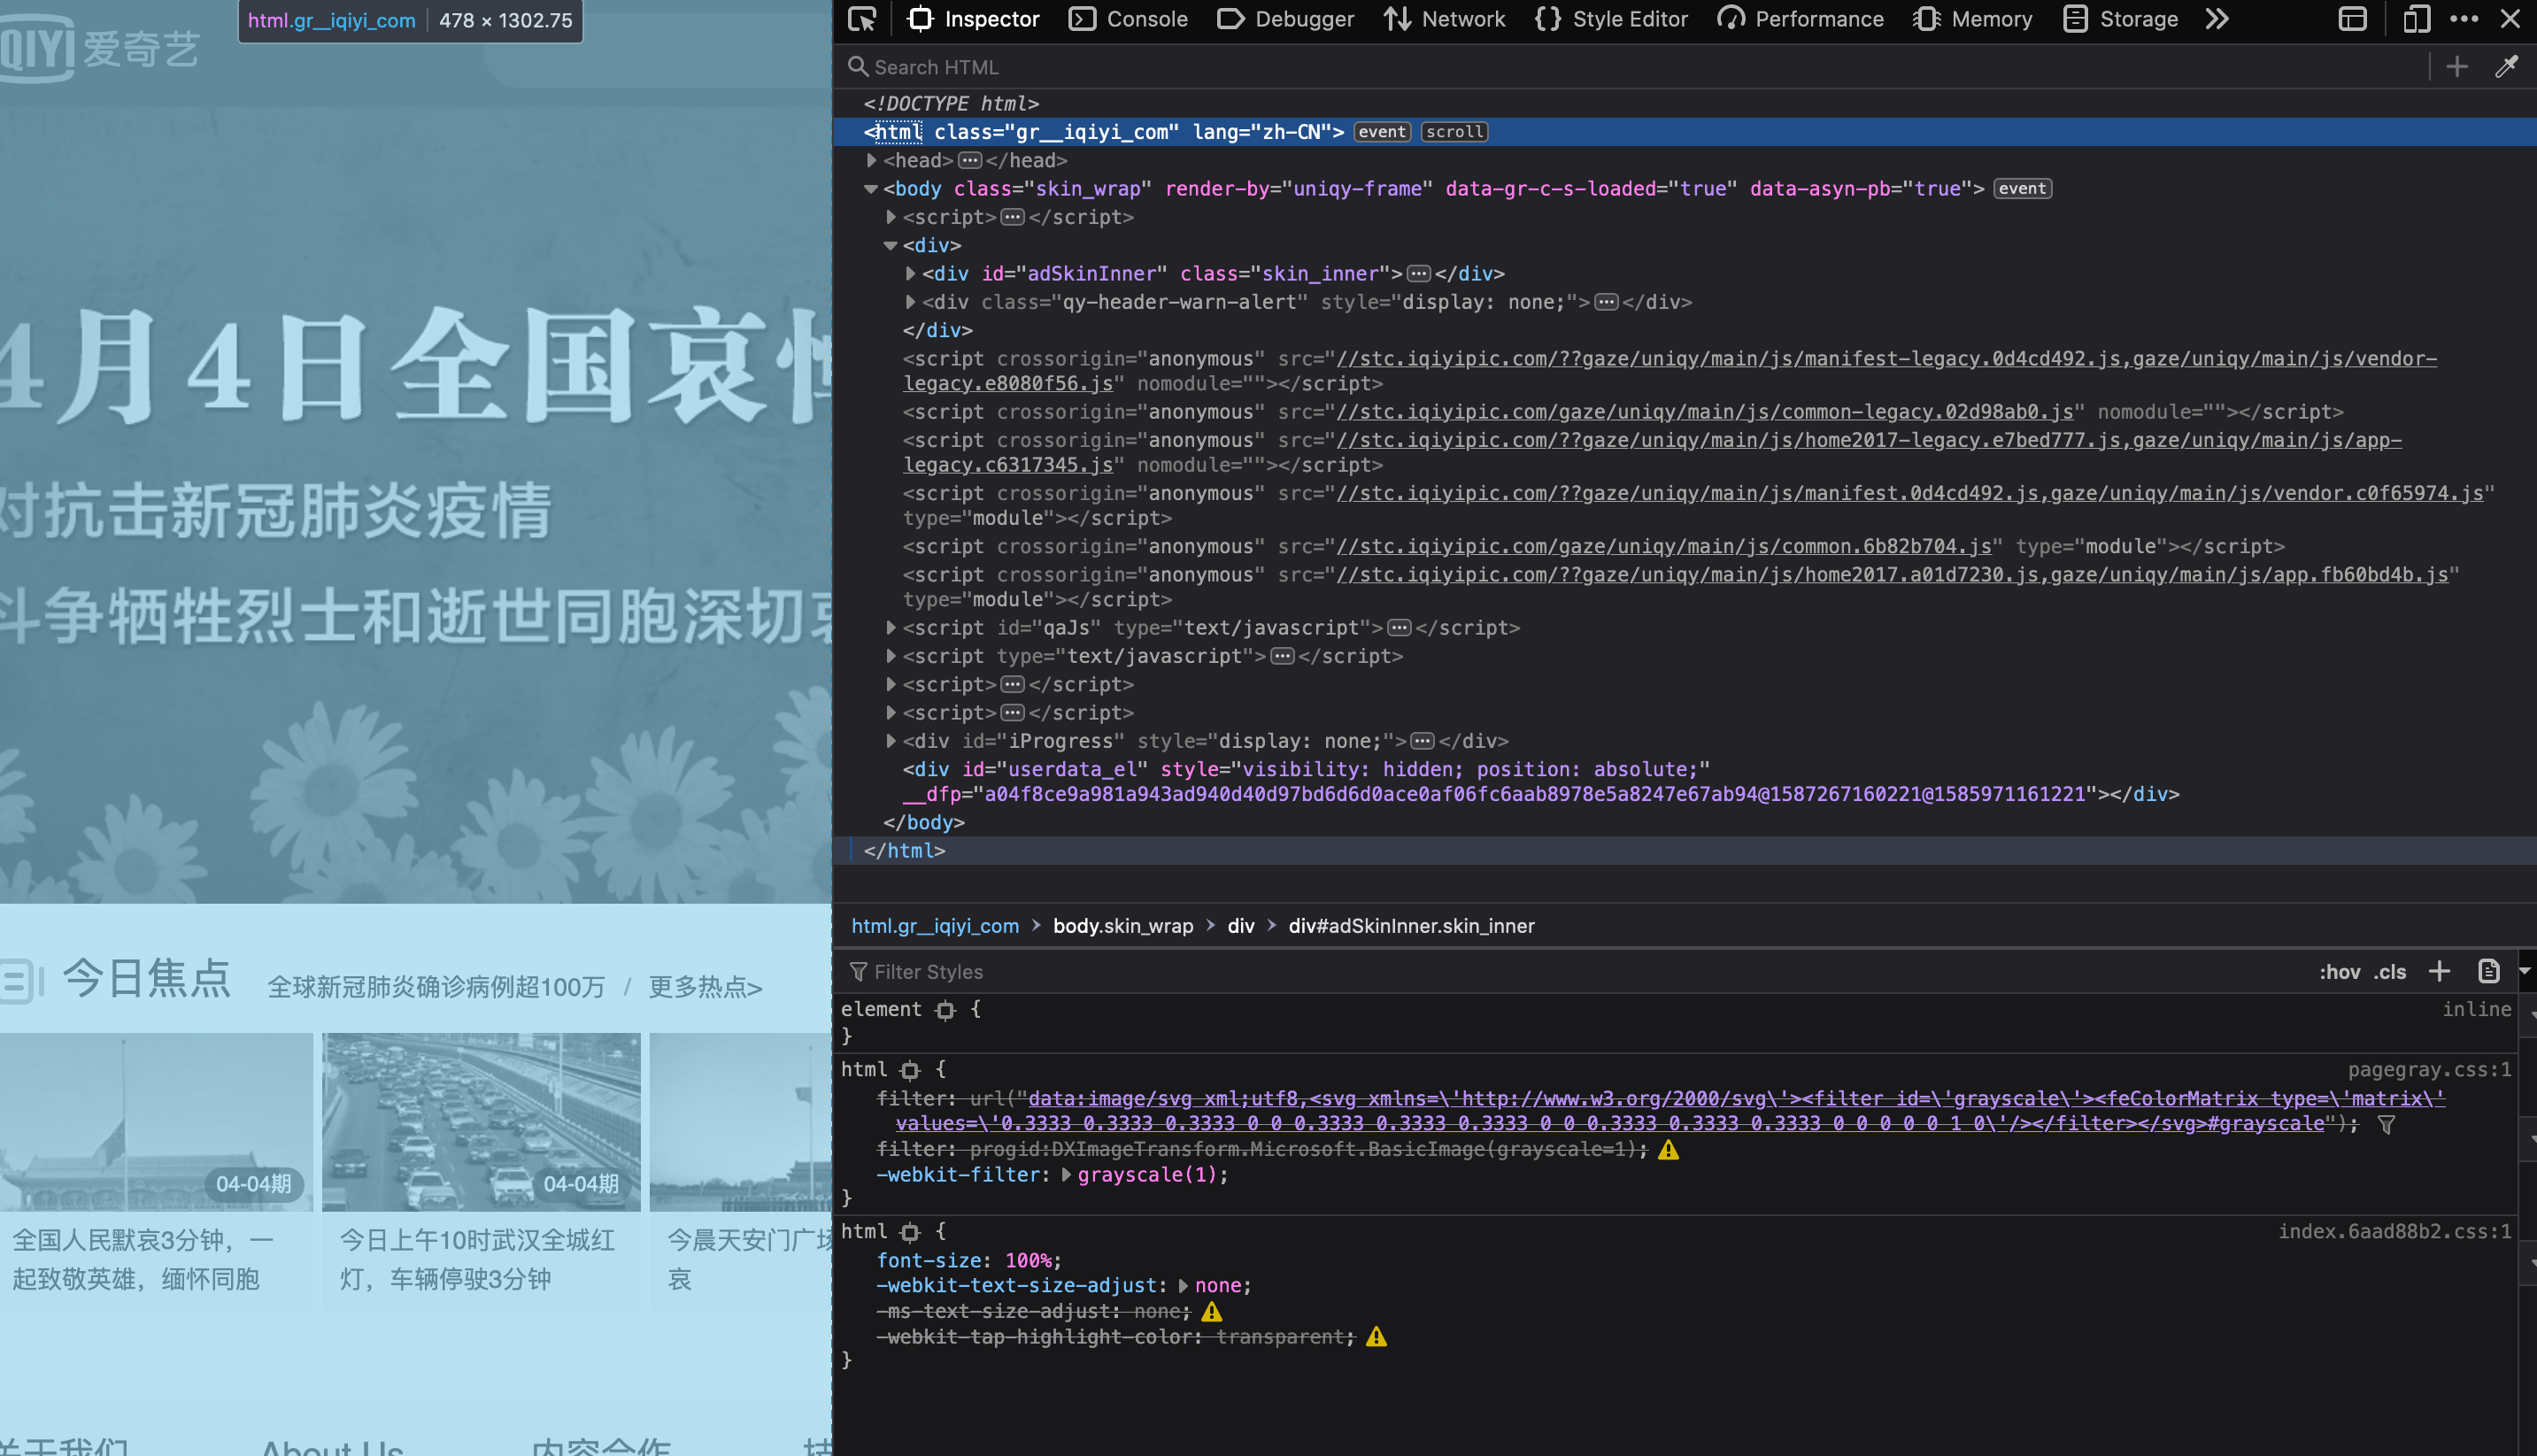 html.gr__iqiyi_com 478 × 1302.75
QIYI 爱奇艺
4月4日全国哀
对抗击新冠肺炎疫情
斗争牺牲烈士和逝世同胞深切哀
今日焦点 全球新冠肺炎确诊病例超100万 / 更多热点>
04-04期
04-04期
全国人民默哀3分钟，一
起致敬英雄，缅怀同胞
今日上午10时武汉全城红
灯，车辆停驶3分钟
今晨天安门广场
哀
关于我们 About Us 内容合作 技
Inspector Console Debugger Network Style Editor Performance Memory Storage
Search HTML
<!DOCTYPE html>
<html class="gr__iqiyi_com" lang="zh-CN"> event scroll
<head> ••• </head>
<body class="skin_wrap" render-by="uniqy-frame" data-gr-c-s-loaded="true" data-asyn-pb="true"> event
<script> ••• </script>
<div>
<div id="adSkinInner" class="skin_inner"> ••• </div>
<div class="qy-header-warn-alert" style="display: none;"> ••• </div>
</div>
<script crossorigin="anonymous" src="//stc.iqiyipic.com/??gaze/uniqy/main/js/manifest-legacy.0d4cd492.js,gaze/uniqy/main/js/vendor-
legacy.e8080f56.js" nomodule=""></script>
<script crossorigin="anonymous" src="//stc.iqiyipic.com/gaze/uniqy/main/js/common-legacy.02d98ab0.js" nomodule=""></script>
<script crossorigin="anonymous" src="//stc.iqiyipic.com/??gaze/uniqy/main/js/home2017-legacy.e7bed777.js,gaze/uniqy/main/js/app-
legacy.c6317345.js" nomodule=""></script>
<script crossorigin="anonymous" src="//stc.iqiyipic.com/??gaze/uniqy/main/js/manifest.0d4cd492.js,gaze/uniqy/main/js/vendor.c0f65974.js"
type="module"></script>
<script crossorigin="anonymous" src="//stc.iqiyipic.com/gaze/uniqy/main/js/common.6b82b704.js" type="module"></script>
<script crossorigin="anonymous" src="//stc.iqiyipic.com/??gaze/uniqy/main/js/home2017.a01d7230.js,gaze/uniqy/main/js/app.fb60bd4b.js"
type="module"></script>
<script id="qaJs" type="text/javascript"> ••• </script>
<script type="text/javascript"> ••• </script>
<script> ••• </script>
<script> ••• </script>
<div id="iProgress" style="display: none;"> ••• </div>
<div id="userdata_el" style="visibility: hidden; position: absolute;"
__dfp="a04f8ce9a981a943ad940d40d97bd6d6d0ace0af06fc6aab8978e5a8247e67ab94@1587267160221@1585971161221"></div>
</body>
</html>
html.gr__iqiyi_com > body.skin_wrap > div > div#adSkinInner.skin_inner
Filter Styles :hov .cls +
element { inline
}
html { pagegray.css:1
filter: url("data:image/svg xml;utf8,<svg xmlns=\'http://www.w3.org/2000/svg\'><filter id=\'grayscale\'><feColorMatrix type=\'matrix\'
values=\'0.3333 0.3333 0.3333 0 0 0.3333 0.3333 0.3333 0 0 0.3333 0.3333 0.3333 0 0 0 0 0 1 0\'/></filter></svg>#grayscale");
filter: progid:DXImageTransform.Microsoft.BasicImage(grayscale=1);
-webkit-filter: grayscale(1);
}
html { index.6aad88b2.css:1
font-size: 100%;
-webkit-text-size-adjust: none;
-ms-text-size-adjust: none;
-webkit-tap-highlight-color: transparent;
}